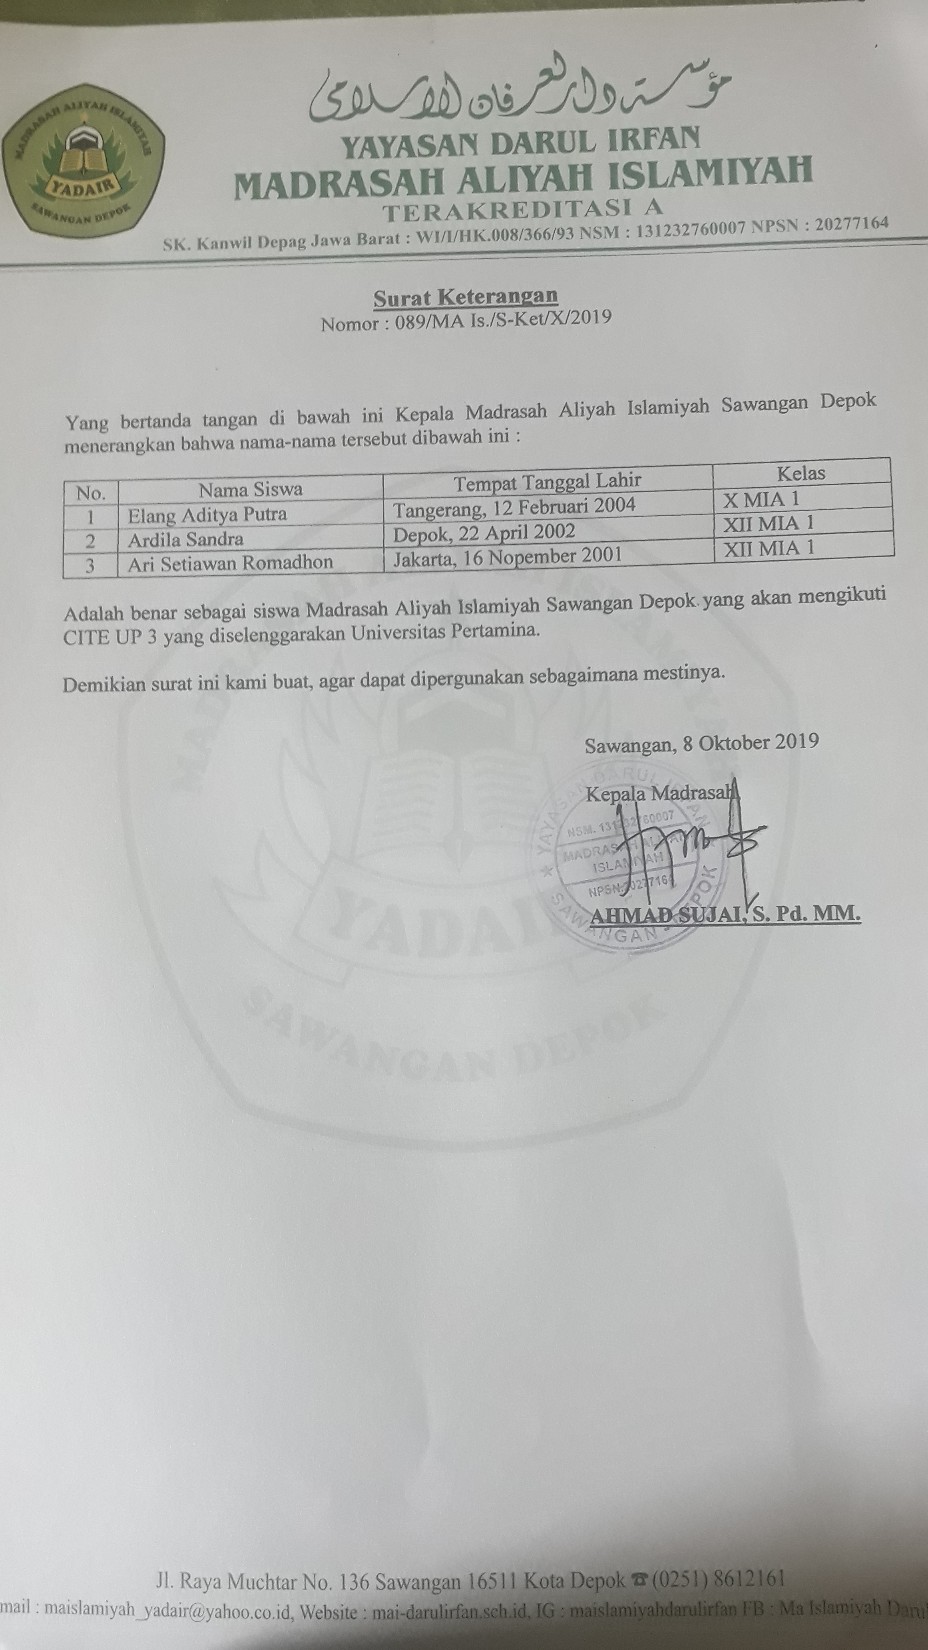 مؤسسة دار العرفان الإسلامي
YAYASAN DARUL IRFAN
MADRASAH ALIYAH ISLAMIYAH
TERAKREDITASI A
SK. Kanwil Depag Jawa Barat : WI/I/HK.008/366/93 NSM : 131232760007 NPSN : 20277164
MADRASAH ALIYAH ISLAMIYAH
YADAIR
SAWANGAN DEPOK
Surat Keterangan
Nomor : 089/MA Is./S-Ket/X/2019
Yang bertanda tangan di bawah ini Kepala Madrasah Aliyah Islamiyah Sawangan Depok
menerangkan bahwa nama-nama tersebut dibawah ini :
No. Nama Siswa Tempat Tanggal Lahir Kelas
1 Elang Aditya Putra Tangerang, 12 Februari 2004 X MIA 1
2 Ardila Sandra Depok, 22 April 2002 XII MIA 1
3 Ari Setiawan Romadhon Jakarta, 16 Nopember 2001 XII MIA 1
Adalah benar sebagai siswa Madrasah Aliyah Islamiyah Sawangan Depok yang akan mengikuti
CITE UP 3 yang diselenggarakan Universitas Pertamina.
Demikian surat ini kami buat, agar dapat dipergunakan sebagaimana mestinya.
Sawangan, 8 Oktober 2019
Kepala Madrasah
YAYASAN DARUL IRFAN
NSM. 131232760007
MADRASAH ALIYAH
ISLAMIYAH
NPSN:20277164
SAWANGAN - DEPOK
AHMAD SUJAI, S. Pd. MM.
YADAIR
SAWANGAN DEPOK
Jl. Raya Muchtar No. 136 Sawangan 16511 Kota Depok ☎ (0251) 8612161
mail : maislamiyah_yadair@yahoo.co.id, Website : mai-darulirfan.sch.id, IG : maislamiyahdarulirfan FB : Ma Islamiyah Daru